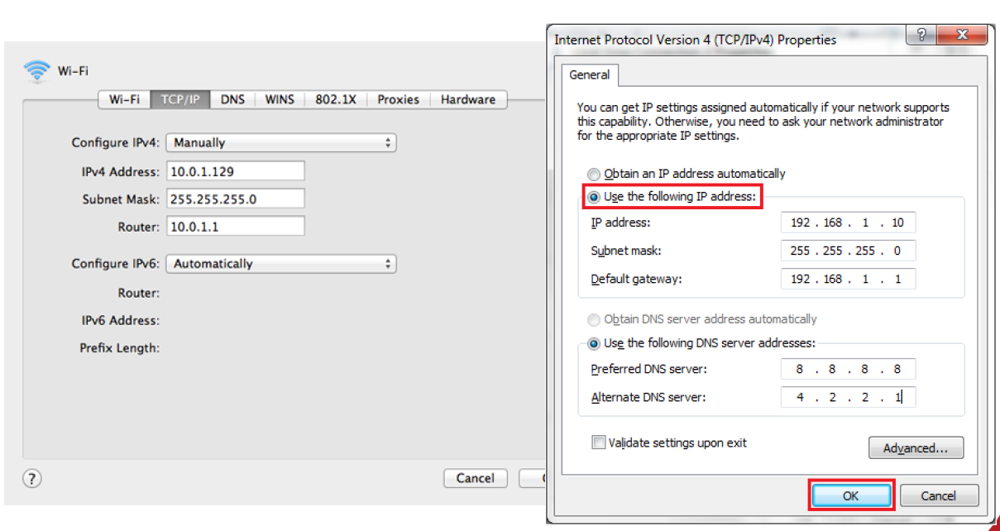 Wi-Fi
Wi-Fi TCP/IP DNS WINS 802.1X Proxies Hardware
Configure IPv4: Manually
IPv4 Address: 10.0.1.129
Subnet Mask: 255.255.255.0
Router: 10.0.1.1
Configure IPv6: Automatically
Router:
IPv6 Address:
Prefix Length:
?
Cancel
Internet Protocol Version 4 (TCP/IPv4) Properties
? X
General
You can get IP settings assigned automatically if your network supports
this capability. Otherwise, you need to ask your network administrator
for the appropriate IP settings.
Obtain an IP address automatically
Use the following IP address:
IP address: 192 . 168 . 1 . 10
Subnet mask: 255 . 255 . 255 . 0
Default gateway: 192 . 168 . 1 . 1
Obtain DNS server address automatically
Use the following DNS server addresses:
Preferred DNS server: 8 . 8 . 8 . 8
Alternate DNS server: 4 . 2 . 2 . 1
Validate settings upon exit
Advanced...
OK Cancel